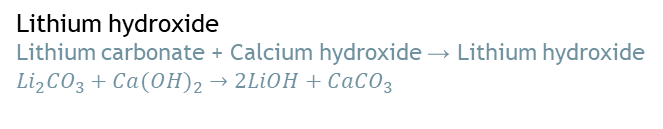 Lithium hydroxide
Lithium carbonate + Calcium hydroxide → Lithium hydroxide
Li₂CO₃ + Ca(OH)₂ → 2LiOH + CaCO₃